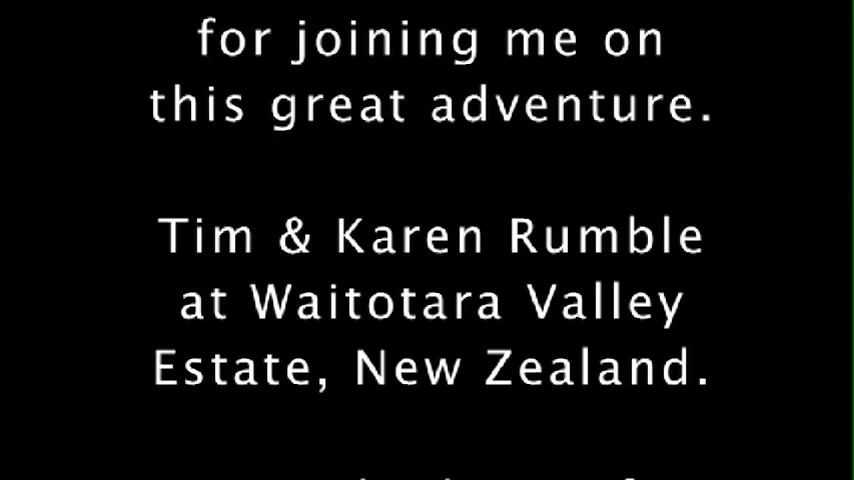 for joining me on
this great adventure.
Tim & Karen Rumble
at Waitotara Valley
Estate, New Zealand.